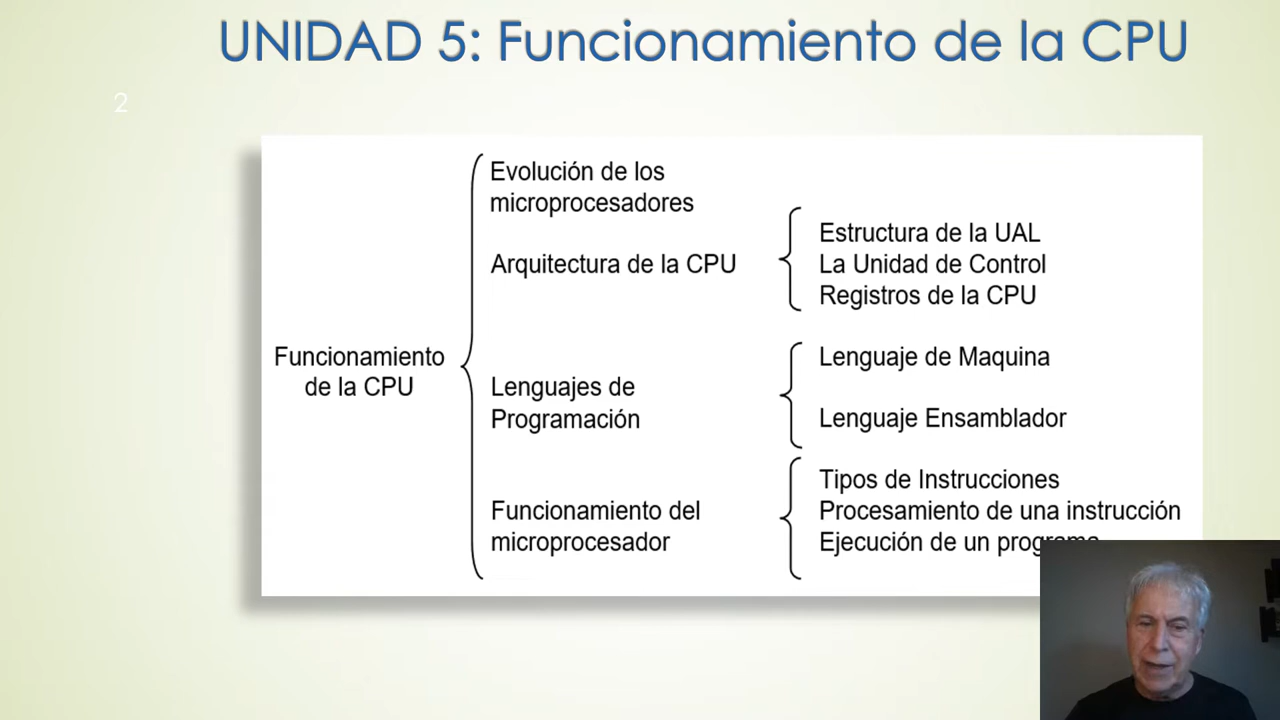 UNIDAD 5: Funcionamiento de la CPU
2
Funcionamiento
de la CPU
Evolución de los
microprocesadores
Arquitectura de la CPU
Estructura de la UAL
La Unidad de Control
Registros de la CPU
Lenguajes de
Programación
Lenguaje de Maquina
Lenguaje Ensamblador
Funcionamiento del
microprocesador
Tipos de Instrucciones
Procesamiento de una instrucción
Ejecución de un programa